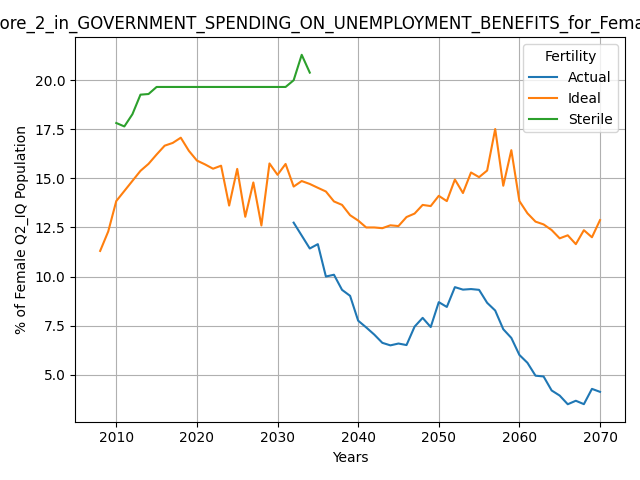 ore_2_in_GOVERNMENT_SPENDING_ON_UNEMPLOYMENT_BENEFITS_for_Fema
Fertility
Actual
Ideal
Sterile
% of Female Q2_IQ Population
20.0
17.5
15.0
12.5
10.0
7.5
5.0
2010 2020 2030 2040 2050 2060 2070
Years